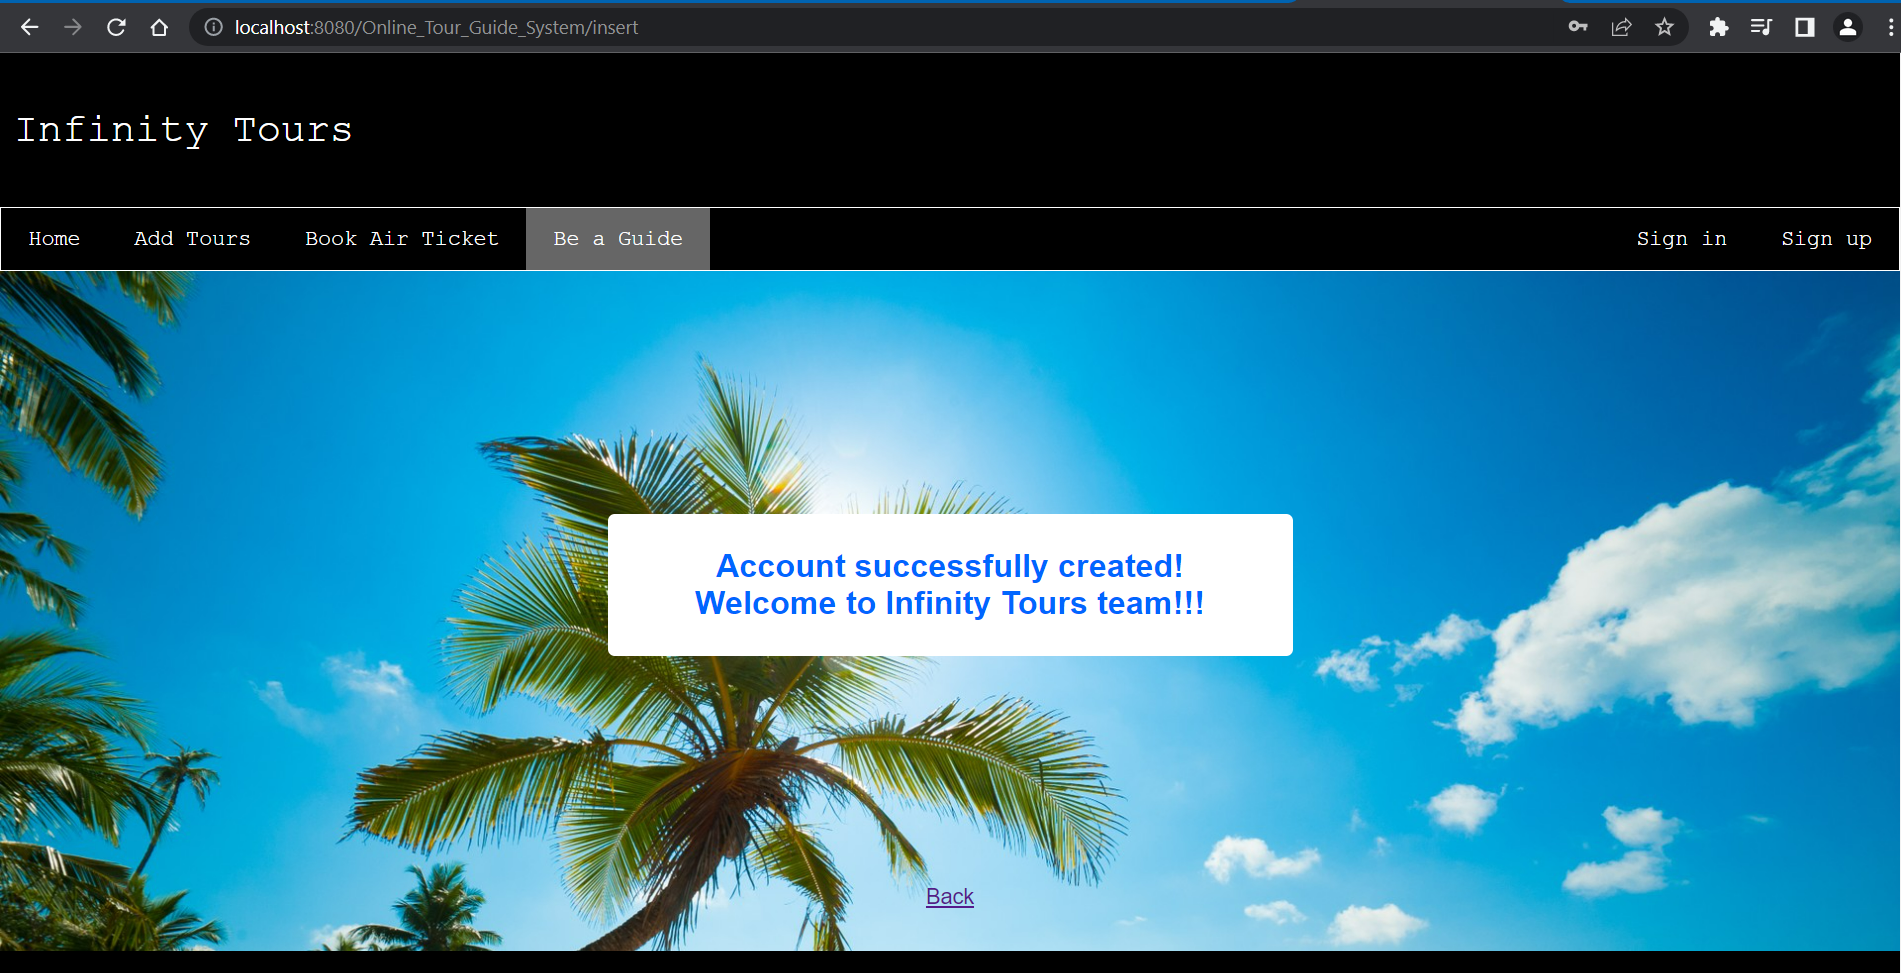 localhost:8080/Online_Tour_Guide_System/insert
Infinity Tours
Home Add Tours Book Air Ticket Be a Guide Sign in Sign up
Account successfully created!
Welcome to Infinity Tours team!!!
Back